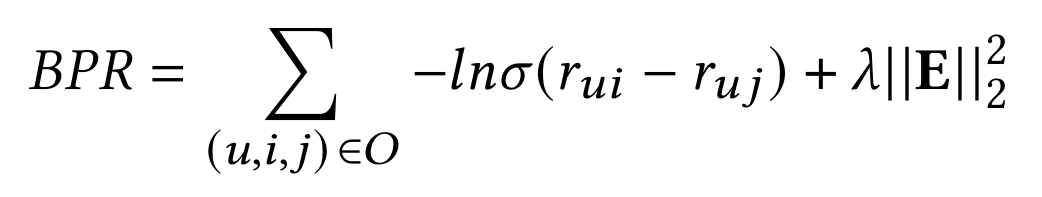 BPR = ∑_{(u,i,j)∈O} −lnσ(r_{ui} − r_{uj}) + λ||𝐄||_2^2